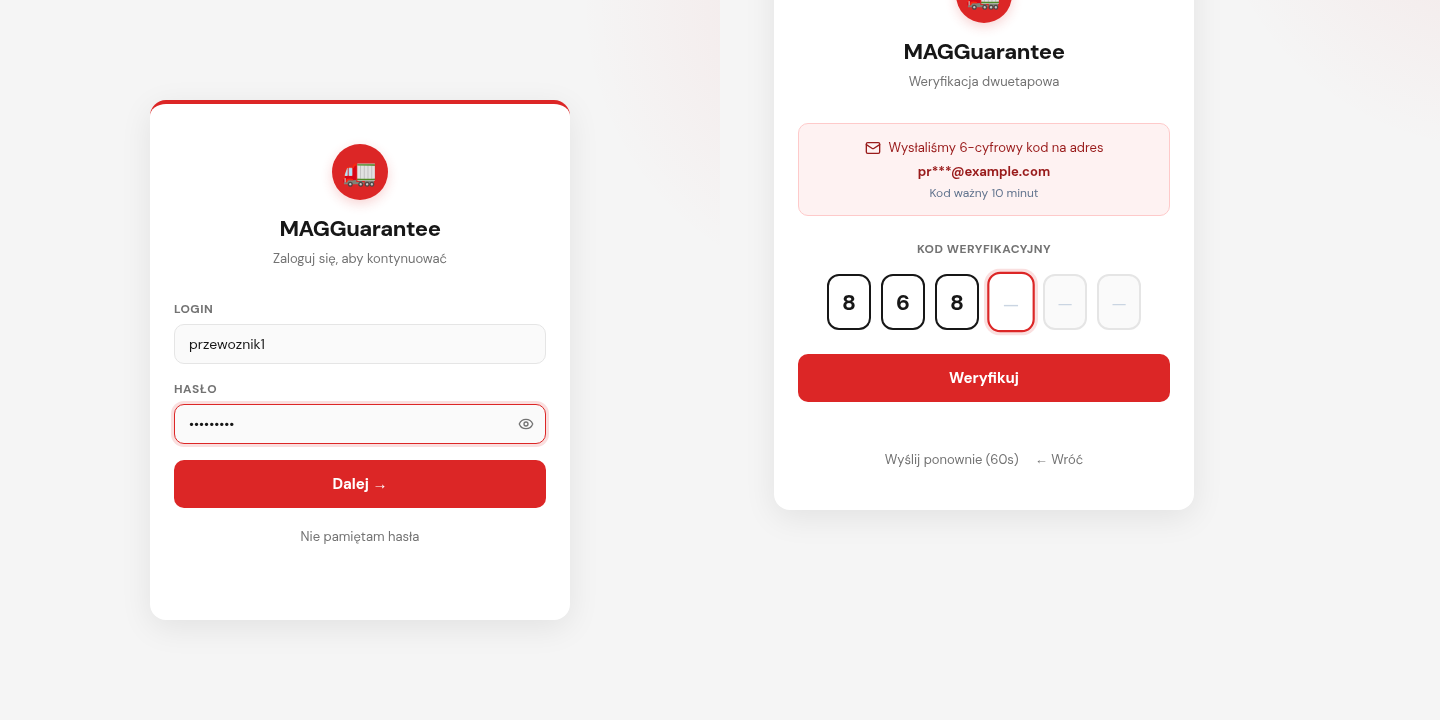 MAGGuarantee
Zaloguj się, aby kontynuować
LOGIN
przewoznik1
HASŁO
•••••••••
Dalej →
Nie pamiętam hasła
MAGGuarantee
Weryfikacja dwuetapowa
Wysłaliśmy 6-cyfrowy kod na adres
pr***@example.com
Kod ważny 10 minut
KOD WERYFIKACYJNY
8 6 8 — — —
Weryfikuj
Wyślij ponownie (60s) ← Wróć